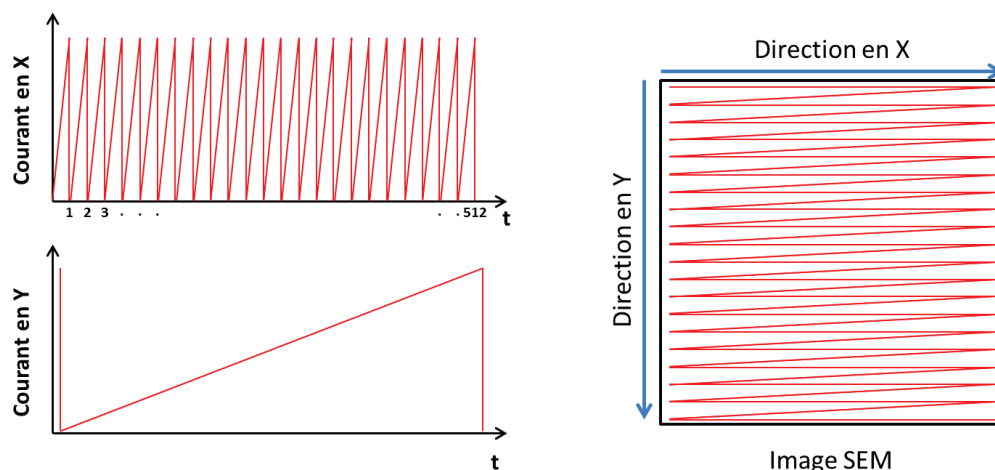 Courant en X
1 2 3 . . . . . 512
t
Courant en Y
t
Direction en X
Direction en Y
Image SEM